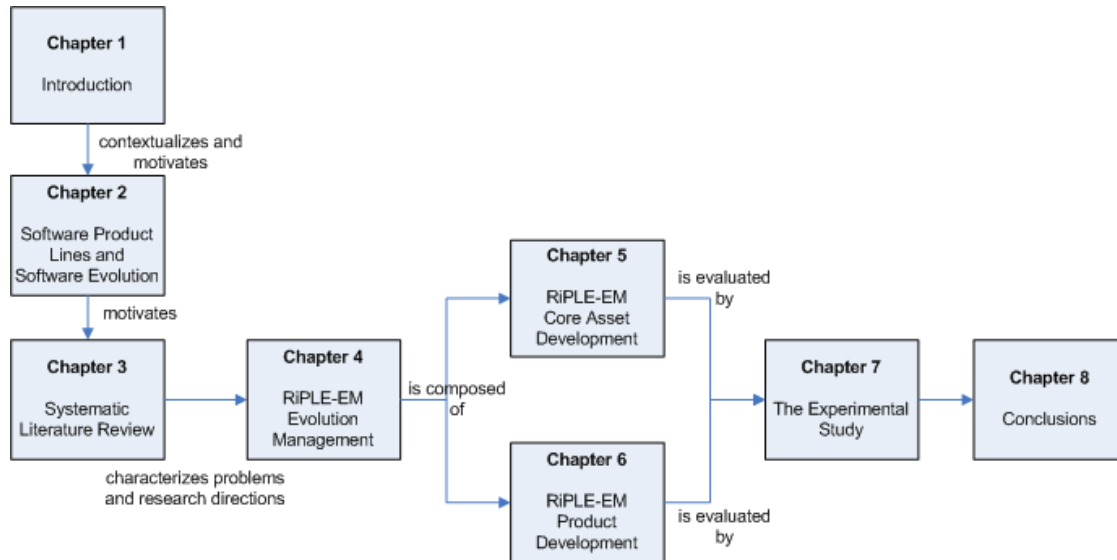 Chapter 1
Introduction
contextualizes and
motivates
Chapter 2
Software Product
Lines and
Software Evolution
motivates
Chapter 3
Systematic
Literature Review
characterizes problems
and research directions
Chapter 4
RiPLE-EM
Evolution
Management
is composed
of
Chapter 5
RiPLE-EM
Core Asset
Development
is evaluated
by
Chapter 6
RiPLE-EM
Product
Development
is evaluated
by
Chapter 7
The Experimental
Study
Chapter 8
Conclusions